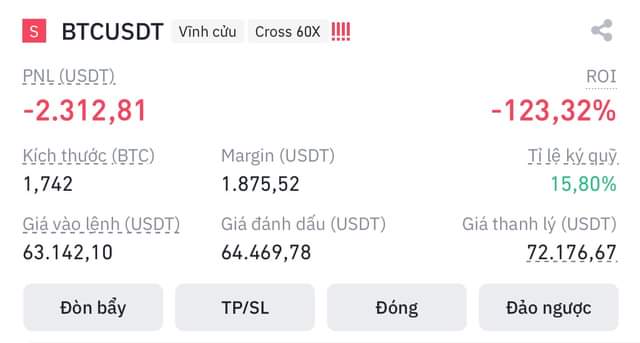 S BTCUSDT Vĩnh cửu Cross 60X !!!!
PNL (USDT) ROI
-2.312,81 -123,32%
Kích thước (BTC) Margin (USDT) Tỉ lệ ký quỹ
1,742 1.875,52 15,80%
Giá vào lệnh (USDT) Giá đánh dấu (USDT) Giá thanh lý (USDT)
63.142,10 64.469,78 72.176,67
Đòn bẩy TP/SL Đóng Đảo ngược